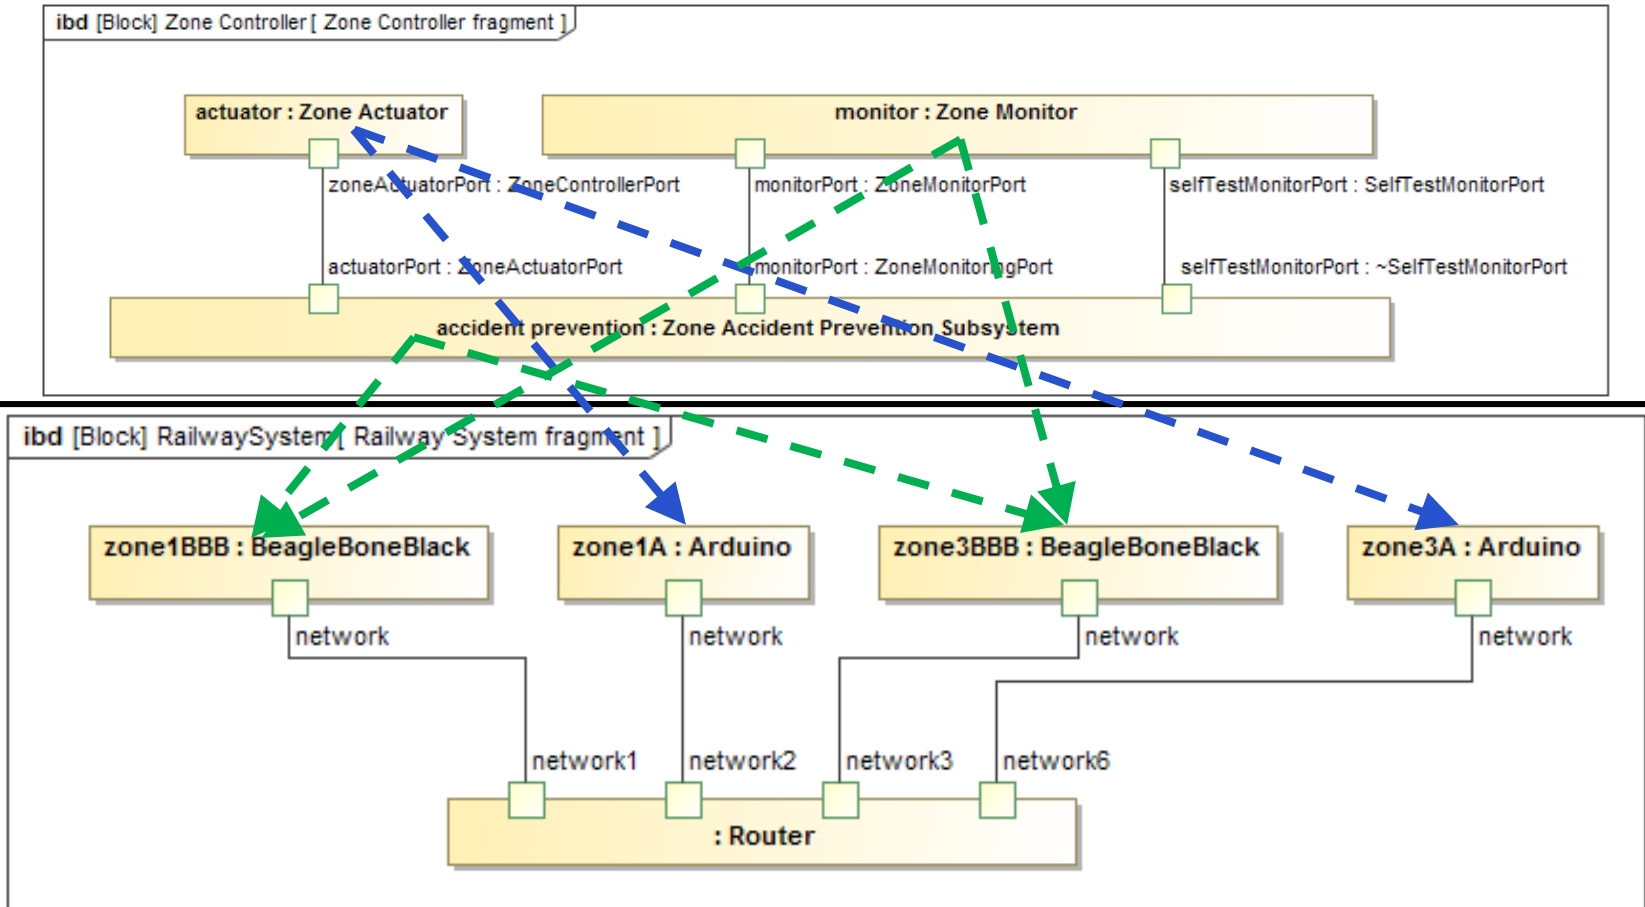 ibd [Block] Zone Controller [ Zone Controller fragment ]
actuator : Zone Actuator
monitor : Zone Monitor
zoneActuatorPort : ZoneControllerPort
monitorPort : ZoneMonitorPort
selfTestMonitorPort : SelfTestMonitorPort
actuatorPort : ZoneActuatorPort
monitorPort : ZoneMonitoringPort
selfTestMonitorPort : ~SelfTestMonitorPort
accident prevention : Zone Accident Prevention Subsystem
ibd [Block] RailwaySystem [ Railway System fragment ]
zone1BBB : BeagleBoneBlack
zone1A : Arduino
zone3BBB : BeagleBoneBlack
zone3A : Arduino
network
network
network
network
network1
network2
network3
network6
: Router